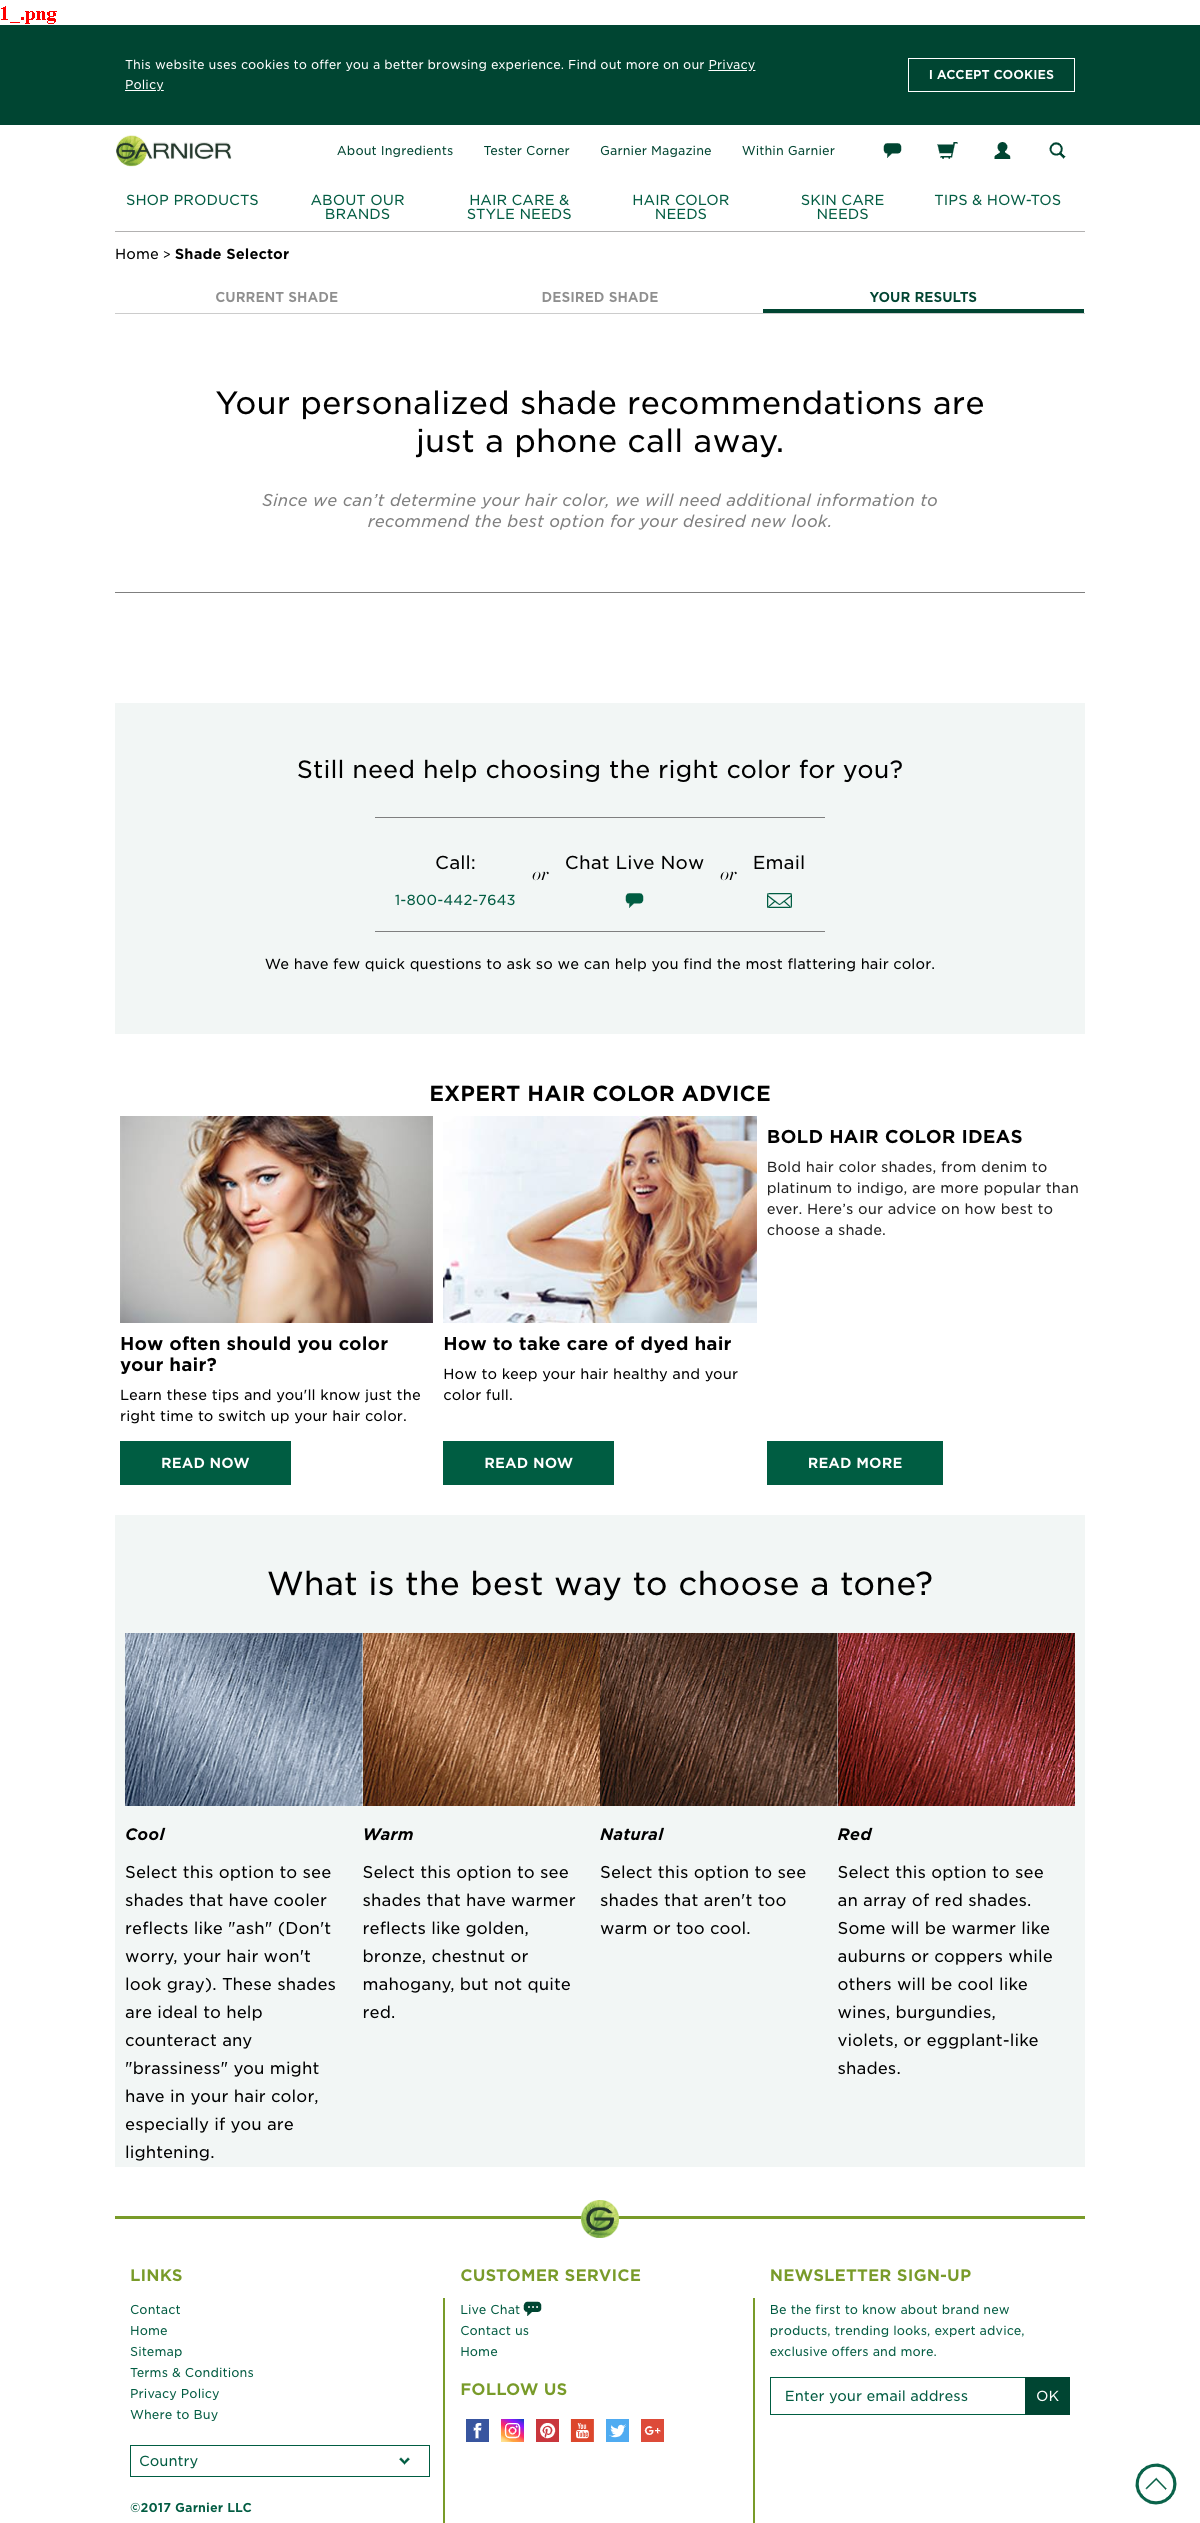 1_.png
This website uses cookies to offer you a better browsing experience. Find out more on our Privacy
Policy
I ACCEPT COOKIES
GARNIER
About Ingredients
Tester Corner
Garnier Magazine
Within Garnier
SHOP PRODUCTS
ABOUT OUR
BRANDS
HAIR CARE &
STYLE NEEDS
HAIR COLOR
NEEDS
SKIN CARE
NEEDS
TIPS & HOW-TOS
Home > Shade Selector
CURRENT SHADE
DESIRED SHADE
YOUR RESULTS
Your personalized shade recommendations are
just a phone call away.
Since we can’t determine your hair color, we will need additional information to
recommend the best option for your desired new look.
Still need help choosing the right color for you?
Call:
1-800-442-7643
or
Chat Live Now
or
Email
We have few quick questions to ask so we can help you find the most flattering hair color.
EXPERT HAIR COLOR ADVICE
How often should you color
your hair?
Learn these tips and you'll know just the
right time to switch up your hair color.
READ NOW
How to take care of dyed hair
How to keep your hair healthy and your
color full.
READ NOW
BOLD HAIR COLOR IDEAS
Bold hair color shades, from denim to
platinum to indigo, are more popular than
ever. Here’s our advice on how best to
choose a shade.
READ MORE
What is the best way to choose a tone?
Cool
Select this option to see
shades that have cooler
reflects like "ash" (Don't
worry, your hair won't
look gray). These shades
are ideal to help
counteract any
"brassiness" you might
have in your hair color,
especially if you are
lightening.
Warm
Select this option to see
shades that have warmer
reflects like golden,
bronze, chestnut or
mahogany, but not quite
red.
Natural
Select this option to see
shades that aren't too
warm or too cool.
Red
Select this option to see
an array of red shades.
Some will be warmer like
auburns or coppers while
others will be cool like
wines, burgundies,
violets, or eggplant-like
shades.
G
LINKS
Contact
Home
Sitemap
Terms & Conditions
Privacy Policy
Where to Buy
Country
©2017 Garnier LLC
CUSTOMER SERVICE
Live Chat
Contact us
Home
FOLLOW US
f
You
Tube
G+
NEWSLETTER SIGN-UP
Be the first to know about brand new
products, trending looks, expert advice,
exclusive offers and more.
Enter your email address
OK